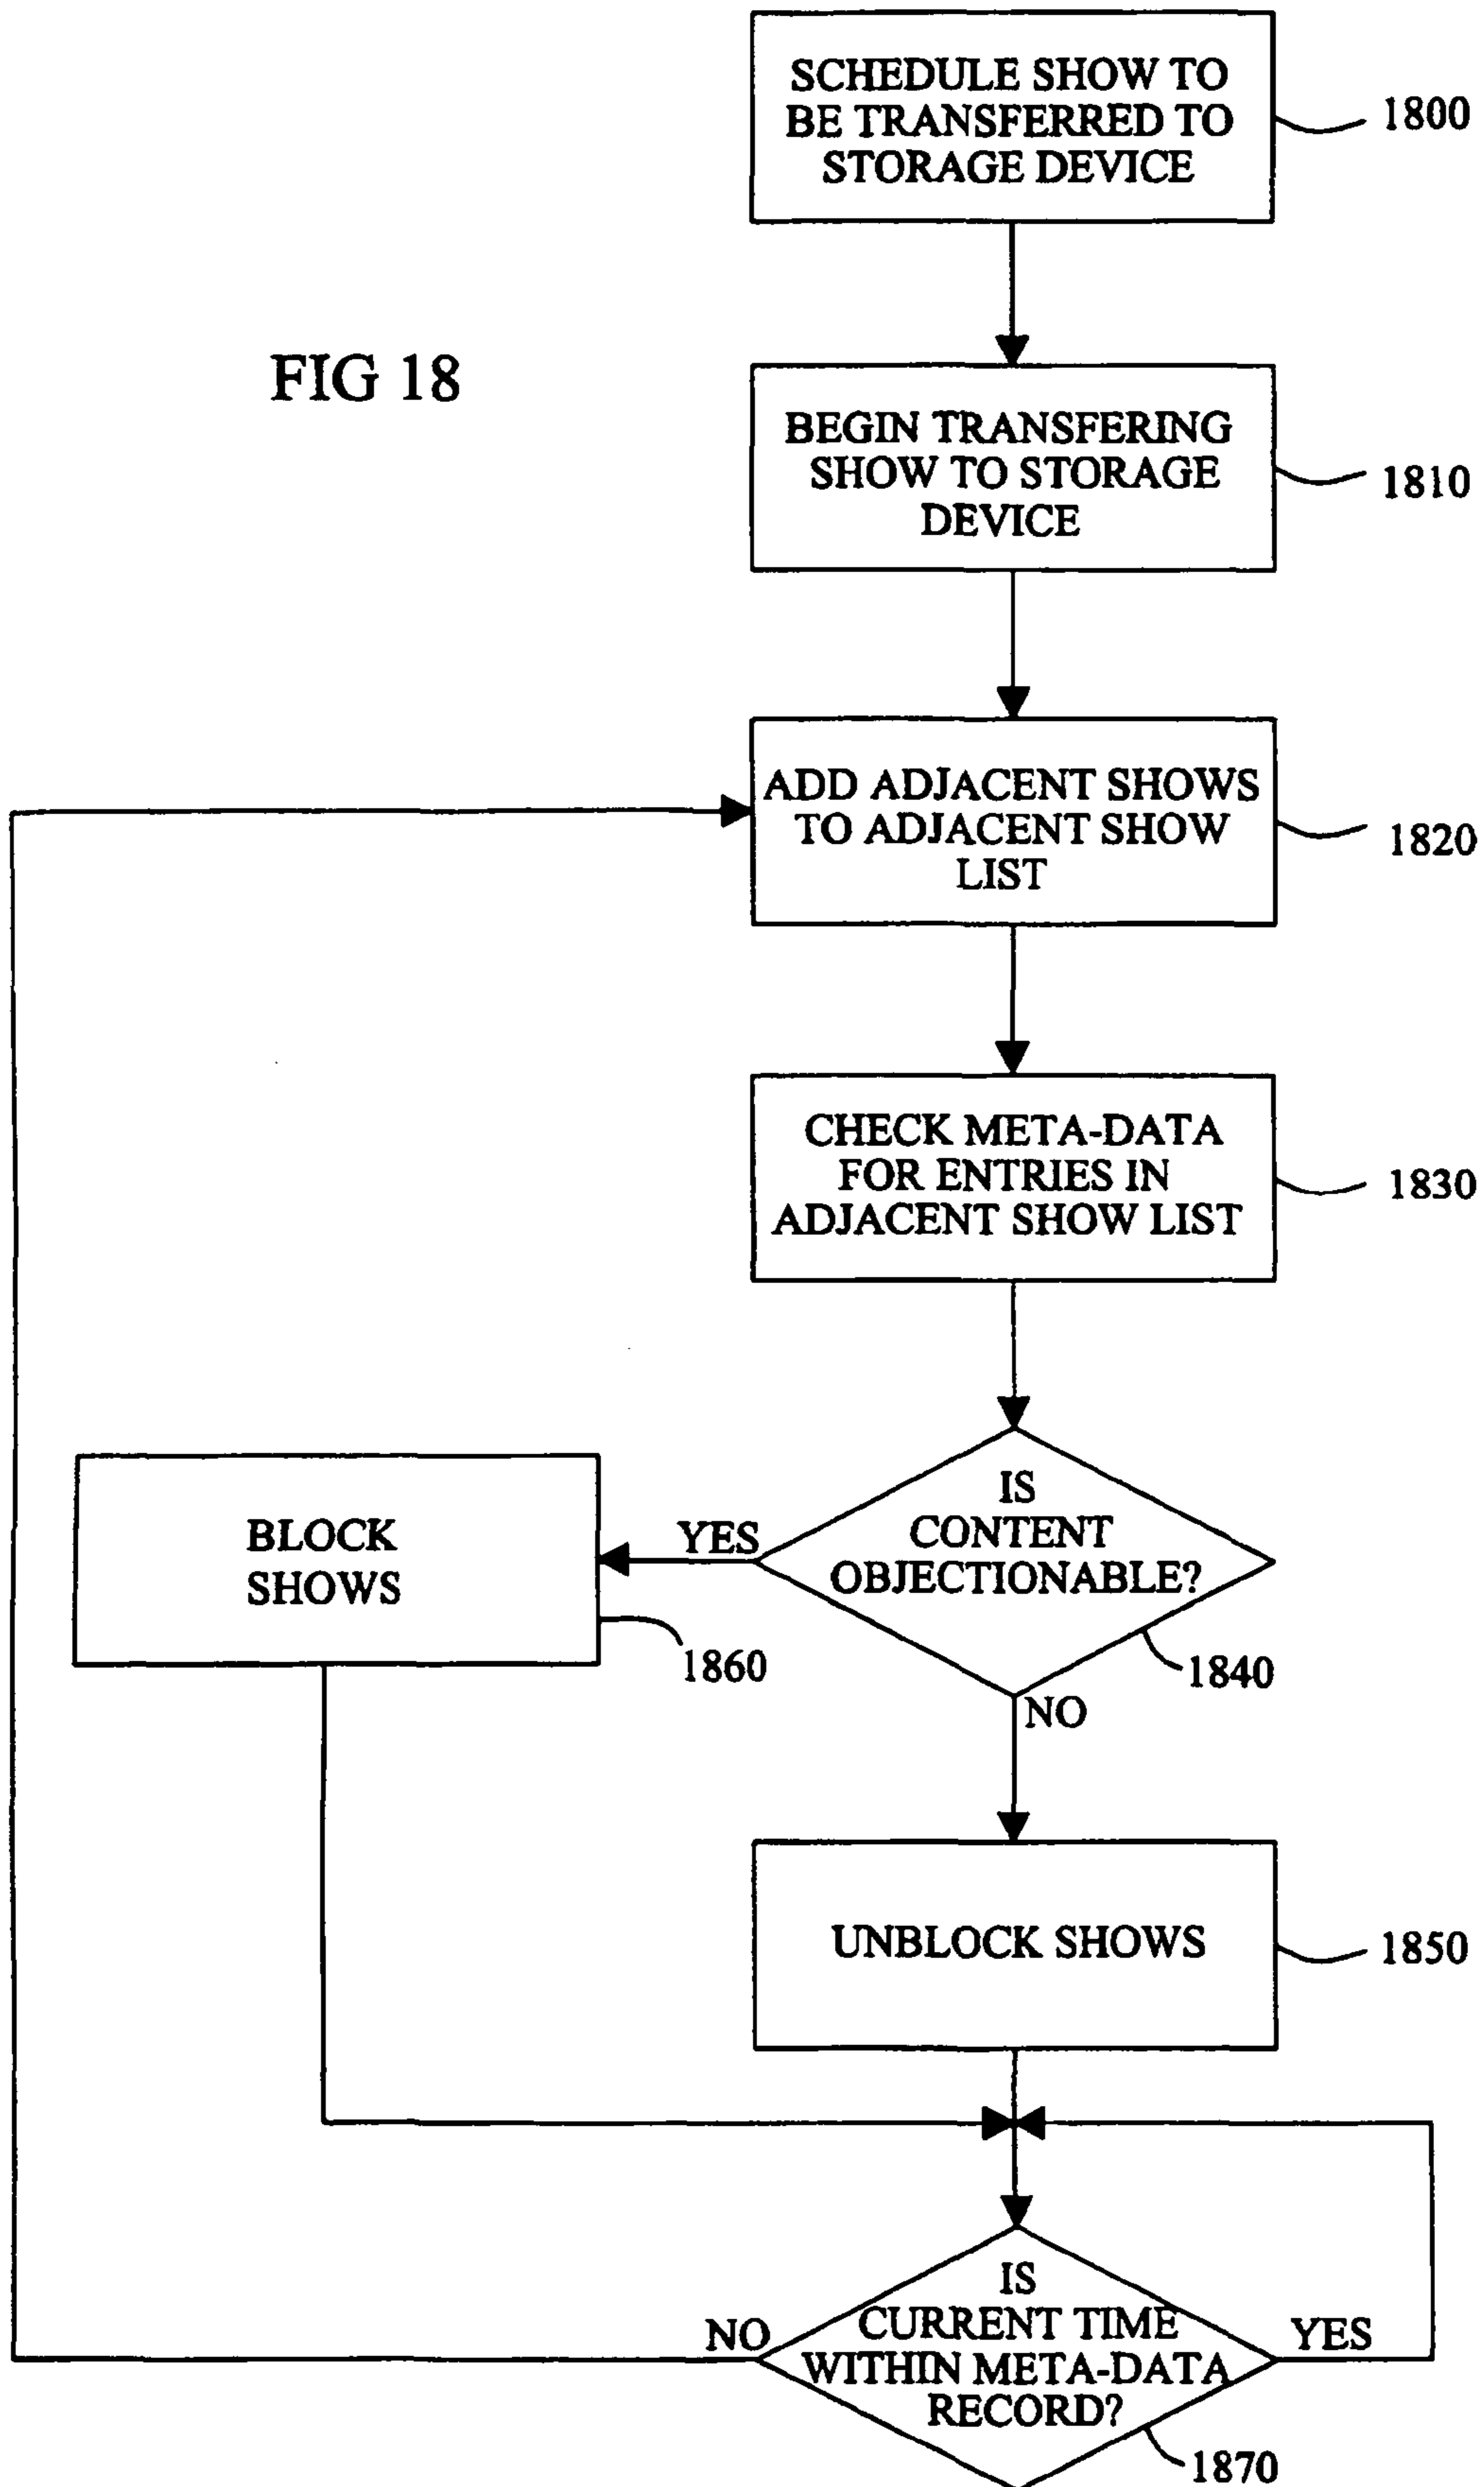 SCHEDULE SHOW TO
BE TRANSFERRED TO
STORAGE DEVICE
1800
FIG 18
BEGIN TRANSFERING
SHOW TO STORAGE
DEVICE
1810
ADD ADJACENT SHOWS
TO ADJACENT SHOW
LIST
1820
CHECK META-DATA
FOR ENTRIES IN
ADJACENT SHOW LIST
1830
IS
CONTENT
OBJECTIONABLE?
1840
YES
BLOCK
SHOWS
1860
NO
UNBLOCK SHOWS
1850
IS
CURRENT TIME
WITHIN META-DATA
RECORD?
1870
NO
YES